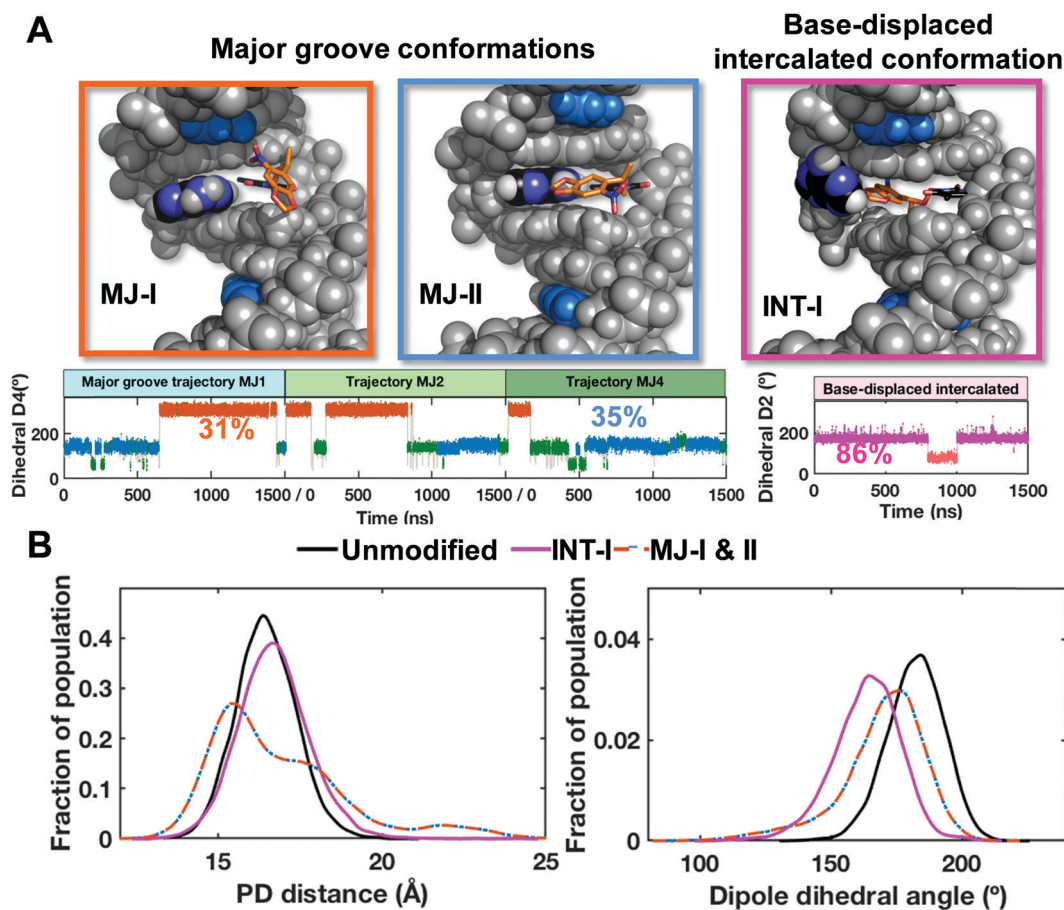 A
Major groove conformations
Base-displaced
intercalated conformation
MJ-I
MJ-II
INT-I
Major groove trajectory MJ1
Trajectory MJ2
Trajectory MJ4
Base-displaced intercalated
Dihedral D4(º)
200
0
31%
35%
0 500 1000 1500 / 0 500 1000 1500 / 0 500 1000 1500
Time (ns)
Dihedral D2 (º)
200
0
86%
0 500 1000 1500
Time (ns)
B
Unmodified INT-I MJ-I & II
Fraction of population
0.4
0.3
0.2
0.1
0
15 20 25
PD distance (Å)
Fraction of population
0.04
0.02
0
100 150 200
Dipole dihedral angle (º)